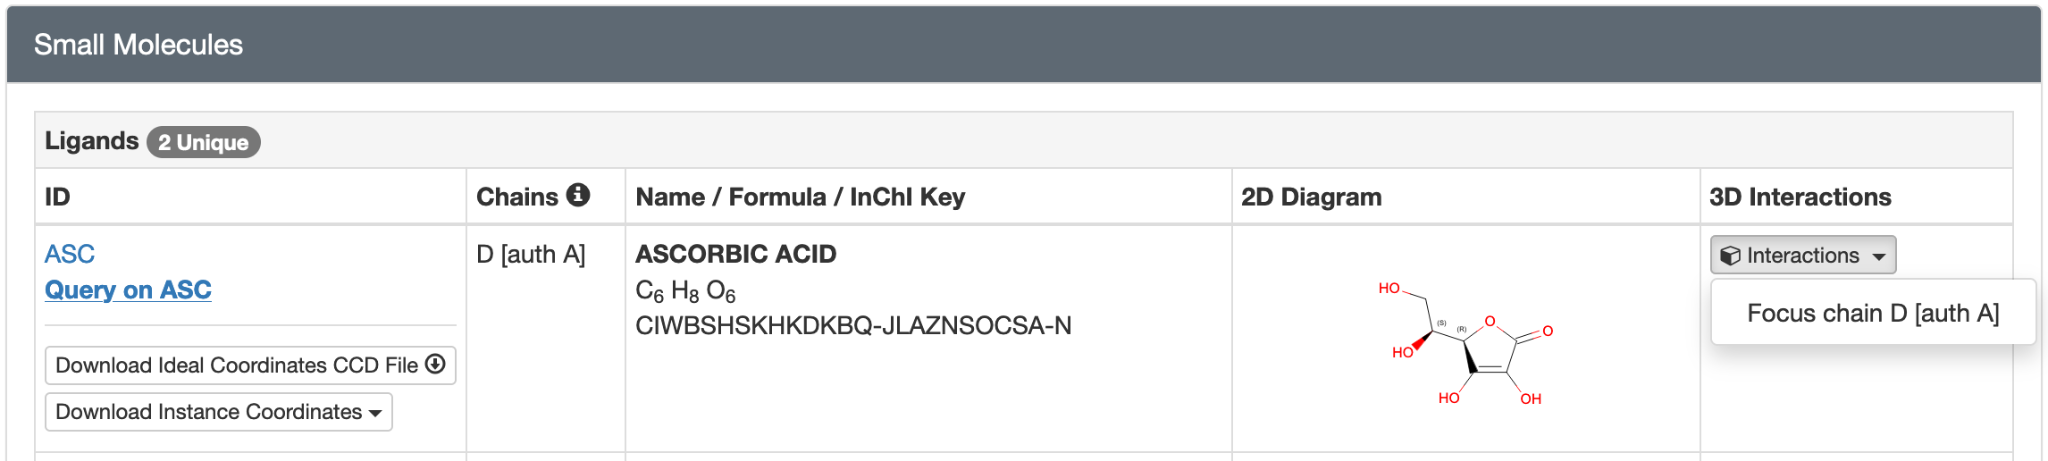 Small Molecules
Ligands 2 Unique
ID Chains Name / Formula / InChI Key 2D Diagram 3D Interactions
ASC D [auth A] ASCORBIC ACID Interactions
Query on ASC C6 H8 O6
CIWBSHSKHKDKBQ-JLAZNSOCSA-N
Focus chain D [auth A]
Download Ideal Coordinates CCD File
Download Instance Coordinates
HO
(S) (R) O O
HO
HO OH